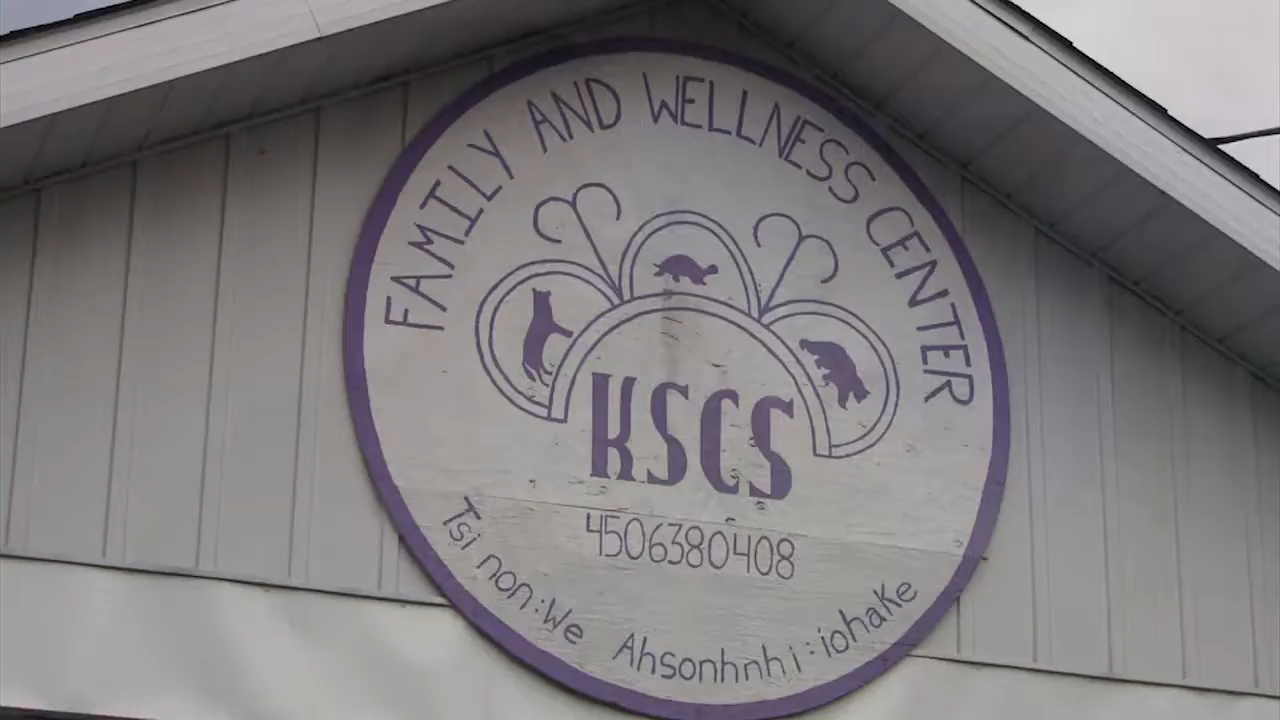 FAMILY AND WELLNESS CENTER
KSCS
4506380408
Tsi non:We Ahsonhnhi:iohaKe